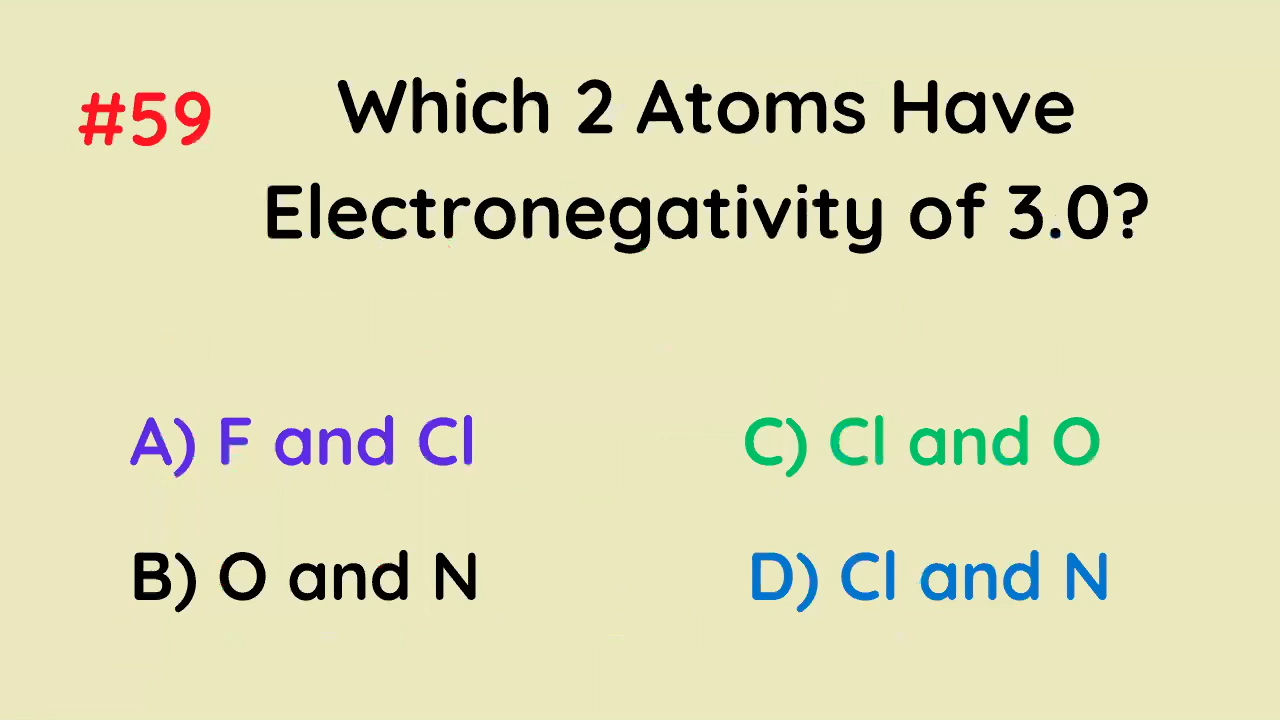 #59
Which 2 Atoms Have
Electronegativity of 3.0?
A) F and Cl
B) O and N
C) Cl and O
D) Cl and N